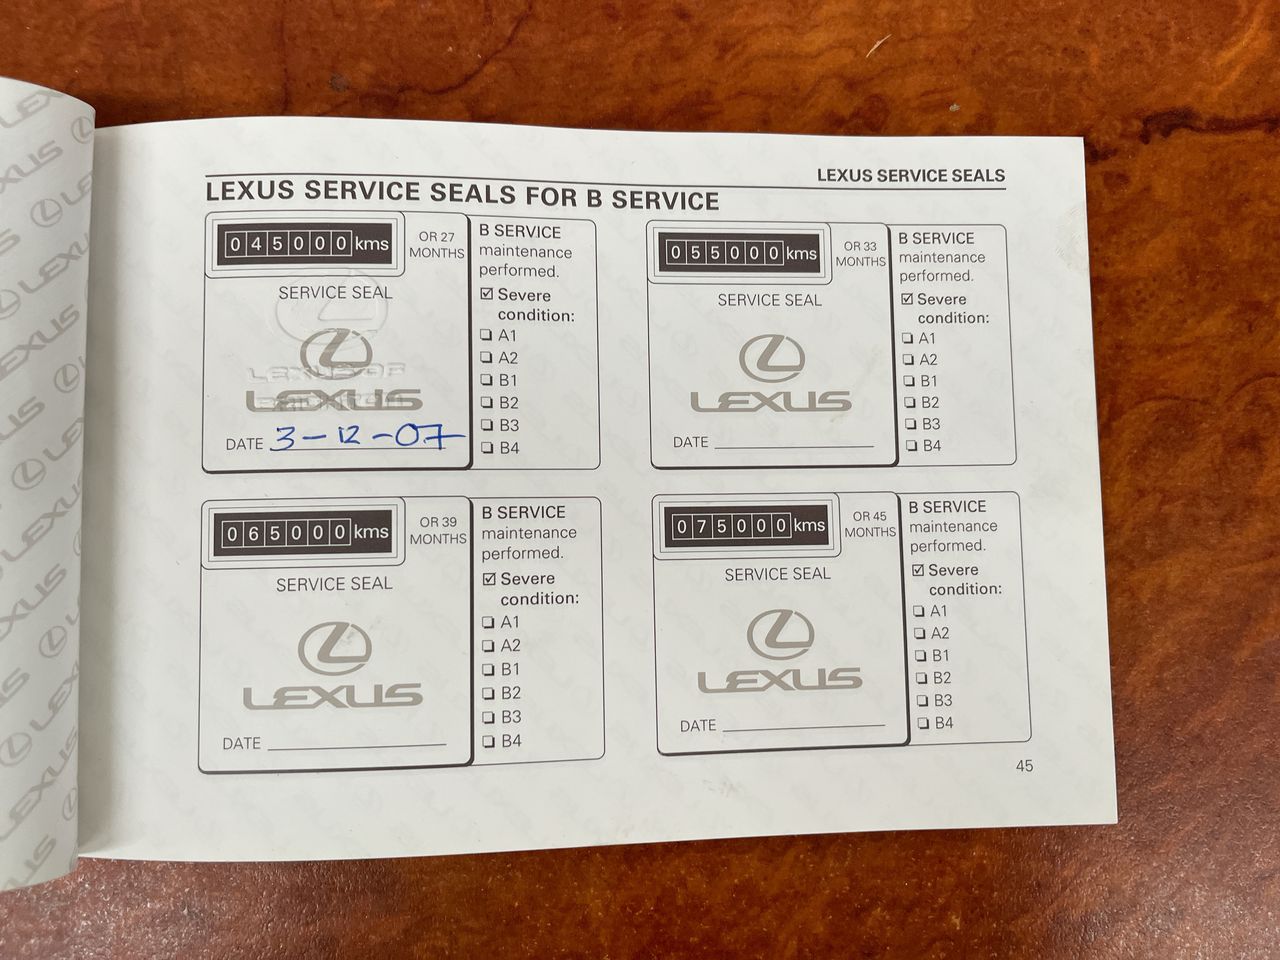 LEXUS SERVICE SEALS
LEXUS SERVICE SEALS FOR B SERVICE
045000 kms
OR 27
MONTHS
SERVICE SEAL
LEXUS OF
LEXUS
DATE 3-12-07
B SERVICE
maintenance
performed.
☑ Severe
condition:
❏ A1
❏ A2
❏ B1
❏ B2
❏ B3
❏ B4
055000 kms
OR 33
MONTHS
SERVICE SEAL
LEXUS
DATE
B SERVICE
maintenance
performed.
☑ Severe
condition:
❏ A1
❏ A2
❏ B1
❏ B2
❏ B3
❏ B4
065000 kms
OR 39
MONTHS
SERVICE SEAL
LEXUS
DATE
B SERVICE
maintenance
performed.
☑ Severe
condition:
❏ A1
❏ A2
❏ B1
❏ B2
❏ B3
❏ B4
075000 kms
OR 45
MONTHS
SERVICE SEAL
LEXUS
DATE
B SERVICE
maintenance
performed.
☑ Severe
condition:
❏ A1
❏ A2
❏ B1
❏ B2
❏ B3
❏ B4
45